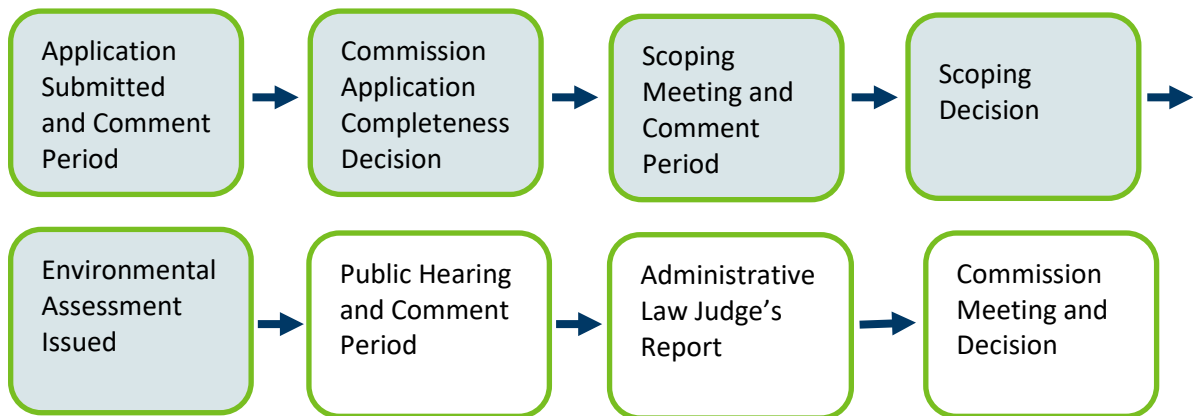 Application
Submitted
and Comment
Period
Commission
Application
Completeness
Decision
Scoping
Meeting and
Comment
Period
Scoping
Decision
Environmental
Assessment
Issued
Public Hearing
and Comment
Period
Administrative
Law Judge’s
Report
Commission
Meeting and
Decision